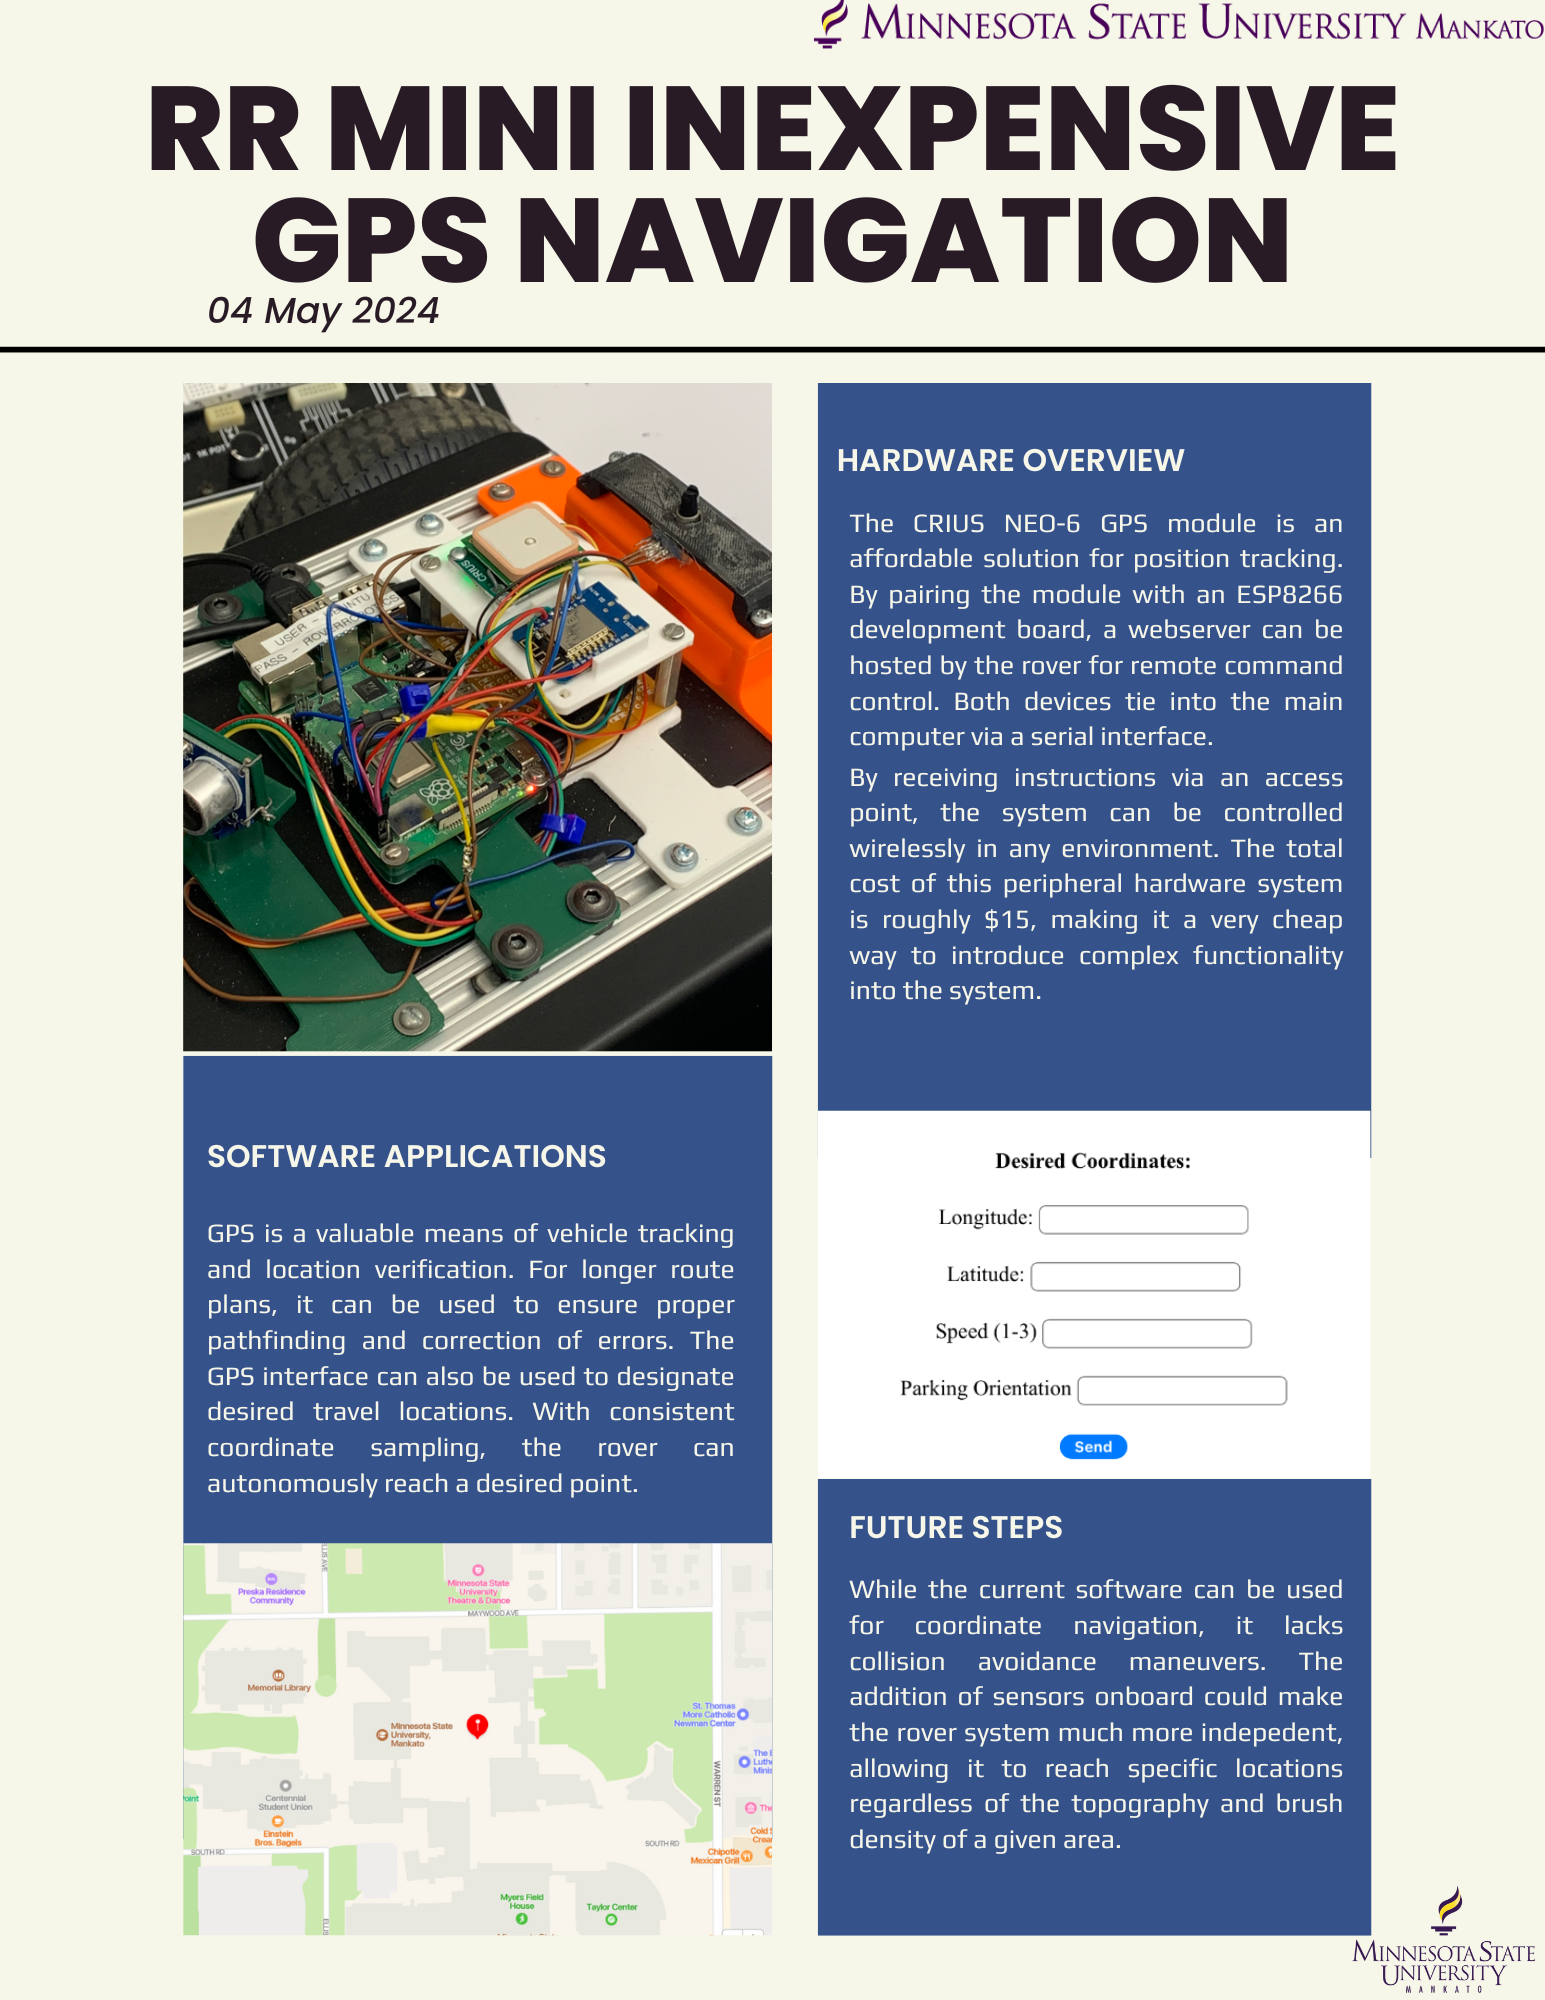 MINNESOTA STATE UNIVERSITY MANKATO
RR MINI INEXPENSIVE
GPS NAVIGATION
04 May 2024
CRIUS
USER - UBUNTU
PASS - ROVERROBOTICS
HARDWARE OVERVIEW
The CRIUS NEO-6 GPS module is an
affordable solution for position tracking.
By pairing the module with an ESP8266
development board, a webserver can be
hosted by the rover for remote command
control. Both devices tie into the main
computer via a serial interface.
By receiving instructions via an access
point, the system can be controlled
wirelessly in any environment. The total
cost of this peripheral hardware system
is roughly $15, making it a very cheap
way to introduce complex functionality
into the system.
SOFTWARE APPLICATIONS
GPS is a valuable means of vehicle tracking
and location verification. For longer route
plans, it can be used to ensure proper
pathfinding and correction of errors. The
GPS interface can also be used to designate
desired travel locations. With consistent
coordinate sampling, the rover can
autonomously reach a desired point.
Desired Coordinates:
Longitude:
Latitude:
Speed (1-3)
Parking Orientation
Send
Preska Residence
Community
Minnesota State
University
Theatre & Dance
MAYWOOD AVE
Memorial Library
Minnesota State
University,
Mankato
St. Thomas
More Catholic
Newman Center
WARREN ST
Centennial
Student Union
Einstein
Bros. Bagels
SOUTH RD
SOUTH RD
Chipotle
Mexican Grill
Myers Field
House
Taylor Center
FUTURE STEPS
While the current software can be used
for coordinate navigation, it lacks
collision avoidance maneuvers. The
addition of sensors onboard could make
the rover system much more indepedent,
allowing it to reach specific locations
regardless of the topography and brush
density of a given area.
MINNESOTA STATE
UNIVERSITY
MANKATO